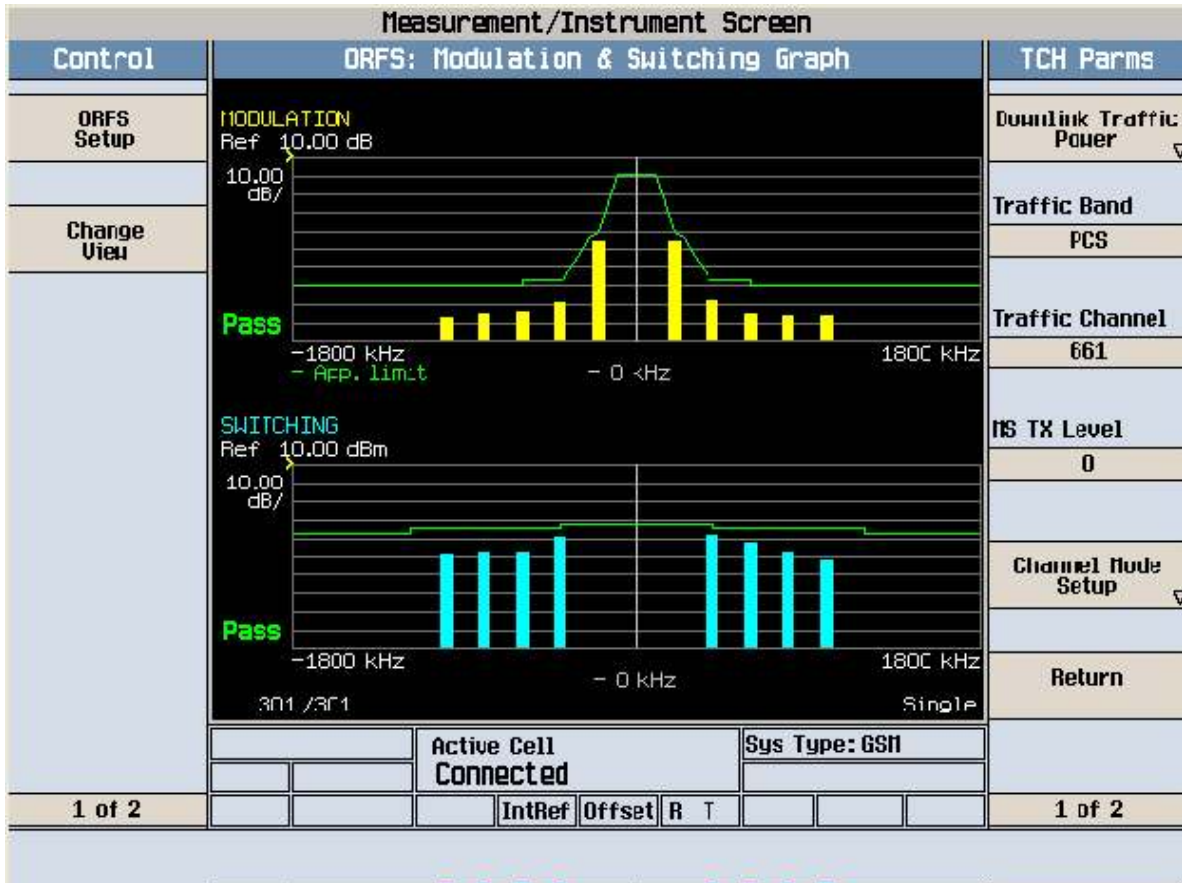 Measurement/Instrument Screen
Control
ORFS: Modulation & Switching Graph
TCH Parms
ORFS
Setup
Change
View
1 of 2
MODULATION
Ref 10.00 dB
10.00
dB/
Pass
-1800 kHz
1800 kHz
- App. limit
- 0 kHz
SWITCHING
Ref 10.00 dBm
10.00
dB/
Pass
-1800 kHz
1800 kHz
- 0 kHz
301/301
Single
Active Cell
Connected
Sys Type: GSM
IntRef
Offset
R T
Downlink Traffic
Power
Traffic Band
PCS
Traffic Channel
661
MS TX Level
0
Channel Mode
Setup
Return
1 of 2